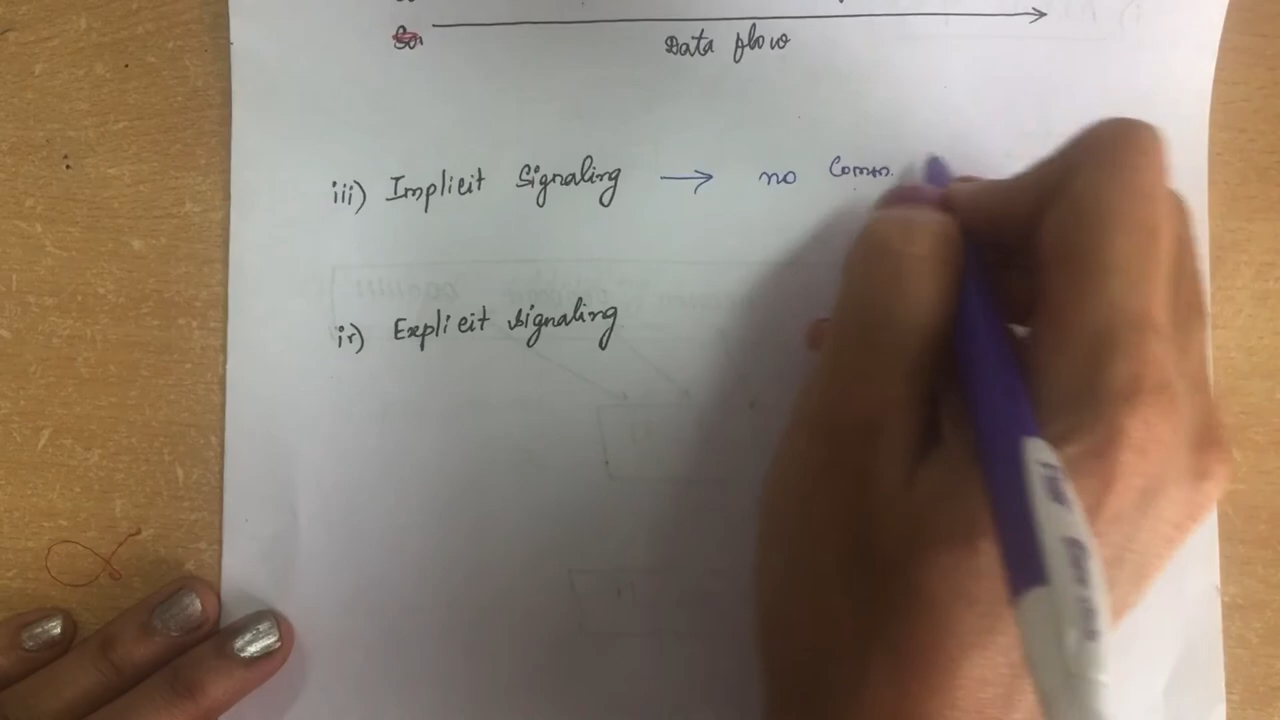 Data flow
iii) Implicit Signaling → no Comm.
iv) Explicit signaling